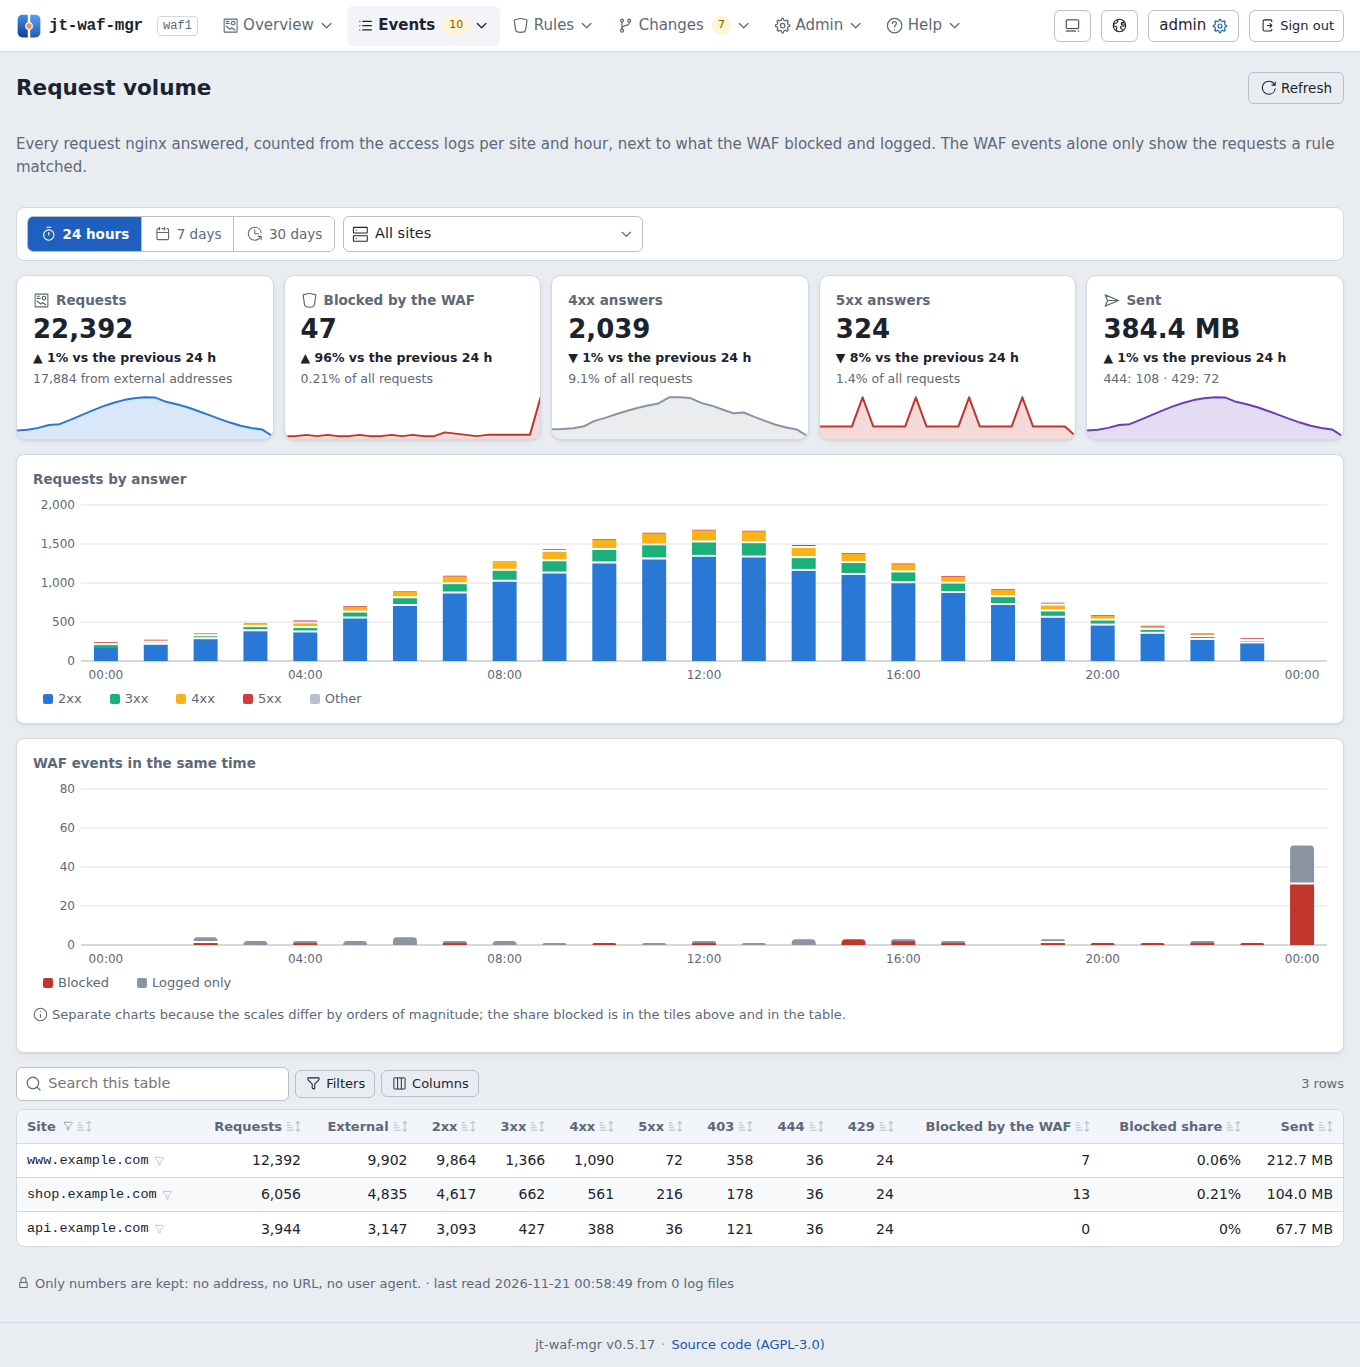 jt-waf-mgr waf1 Overview Events 10 Rules Changes 7 Admin Help admin Sign out
Request volume
Refresh
Every request nginx answered, counted from the access logs per site and hour, next to what the WAF blocked and logged. The WAF events alone only show the requests a rule
matched.
24 hours 7 days 30 days All sites
Requests
22,392
▲ 1% vs the previous 24 h
17,884 from external addresses
Blocked by the WAF
47
▲ 96% vs the previous 24 h
0.21% of all requests
4xx answers
2,039
▼ 1% vs the previous 24 h
9.1% of all requests
5xx answers
324
▼ 8% vs the previous 24 h
1.4% of all requests
Sent
384.4 MB
▲ 1% vs the previous 24 h
444: 108 · 429: 72
Requests by answer
2,000
1,500
1,000
500
0
00:00 04:00 08:00 12:00 16:00 20:00 00:00
2xx 3xx 4xx 5xx Other
WAF events in the same time
80
60
40
20
0
00:00 04:00 08:00 12:00 16:00 20:00 00:00
Blocked Logged only
Separate charts because the scales differ by orders of magnitude; the share blocked is in the tiles above and in the table.
Search this table Filters Columns 3 rows
Site Requests External 2xx 3xx 4xx 5xx 403 444 429 Blocked by the WAF Blocked share Sent
www.example.com 12,392 9,902 9,864 1,366 1,090 72 358 36 24 7 0.06% 212.7 MB
shop.example.com 6,056 4,835 4,617 662 561 216 178 36 24 13 0.21% 104.0 MB
api.example.com 3,944 3,147 3,093 427 388 36 121 36 24 0 0% 67.7 MB
Only numbers are kept: no address, no URL, no user agent. · last read 2026-11-21 00:58:49 from 0 log files
jt-waf-mgr v0.5.17 · Source code (AGPL-3.0)